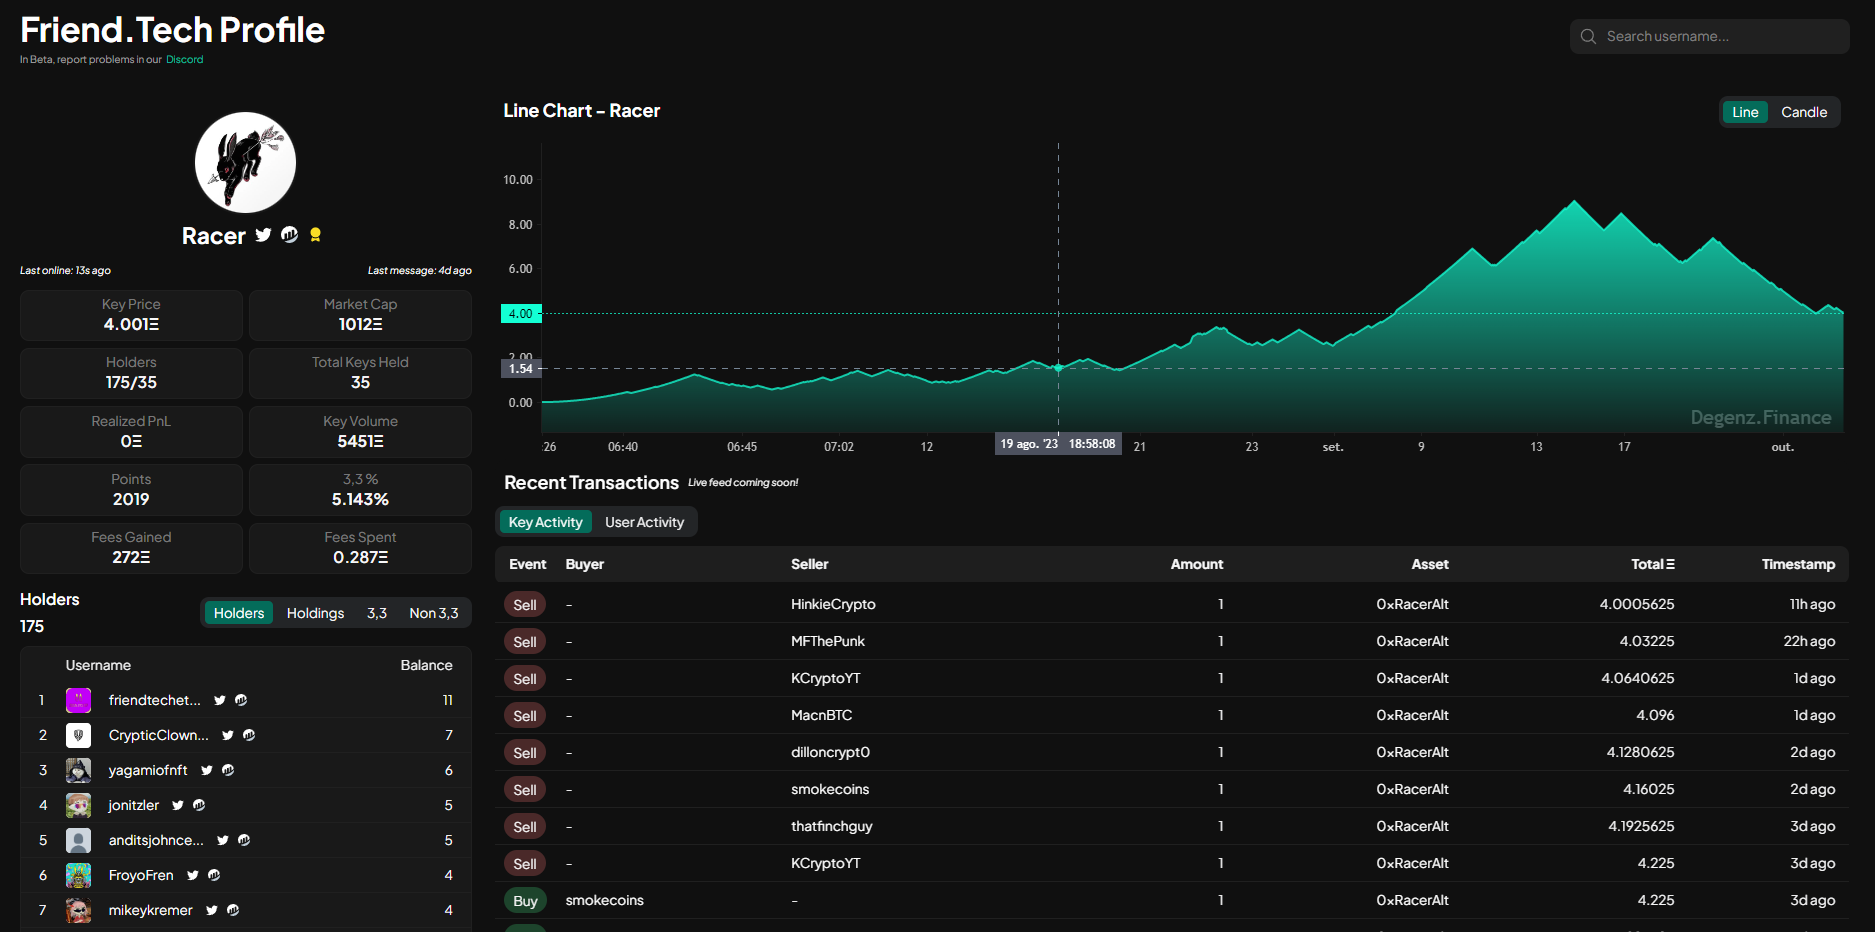 Friend.Tech Profile
In Beta, report problems in our Discord
Search username...
Racer
Last online: 13s ago
Last message: 4d ago
Key Price
4.001Ξ
Market Cap
1012Ξ
Holders
175/35
Total Keys Held
35
Realized PnL
0Ξ
Key Volume
5451Ξ
Points
2019
3,3 %
5.143%
Fees Gained
272Ξ
Fees Spent
0.287Ξ
Holders
175
Holders Holdings 3,3 Non 3,3
Username Balance
1 friendtechet... 11
2 CrypticClown... 7
3 yagamiofnft 6
4 jonitzler 5
5 anditsjohnce... 5
6 FroyoFren 4
7 mikeykremer 4
Line Chart - Racer
Line Candle
10.00
8.00
6.00
4.00
2.00
1.54
0.00
Degenz.Finance
:26 06:40 06:45 07:02 12 19 ago. '23 18:58:08 21 23 set. 9 13 17 out.
Recent Transactions Live feed coming soon!
Key Activity User Activity
Event Buyer Seller Amount Asset Total Ξ Timestamp
Sell - HinkieCrypto 1 0xRacerAlt 4.0005625 11h ago
Sell - MFThePunk 1 0xRacerAlt 4.03225 22h ago
Sell - KCryptoYT 1 0xRacerAlt 4.0640625 1d ago
Sell - MacnBTC 1 0xRacerAlt 4.096 1d ago
Sell - dilloncrypt0 1 0xRacerAlt 4.1280625 2d ago
Sell - smokecoins 1 0xRacerAlt 4.16025 2d ago
Sell - thatfinchguy 1 0xRacerAlt 4.1925625 3d ago
Sell - KCryptoYT 1 0xRacerAlt 4.225 3d ago
Buy smokecoins - 1 0xRacerAlt 4.225 3d ago